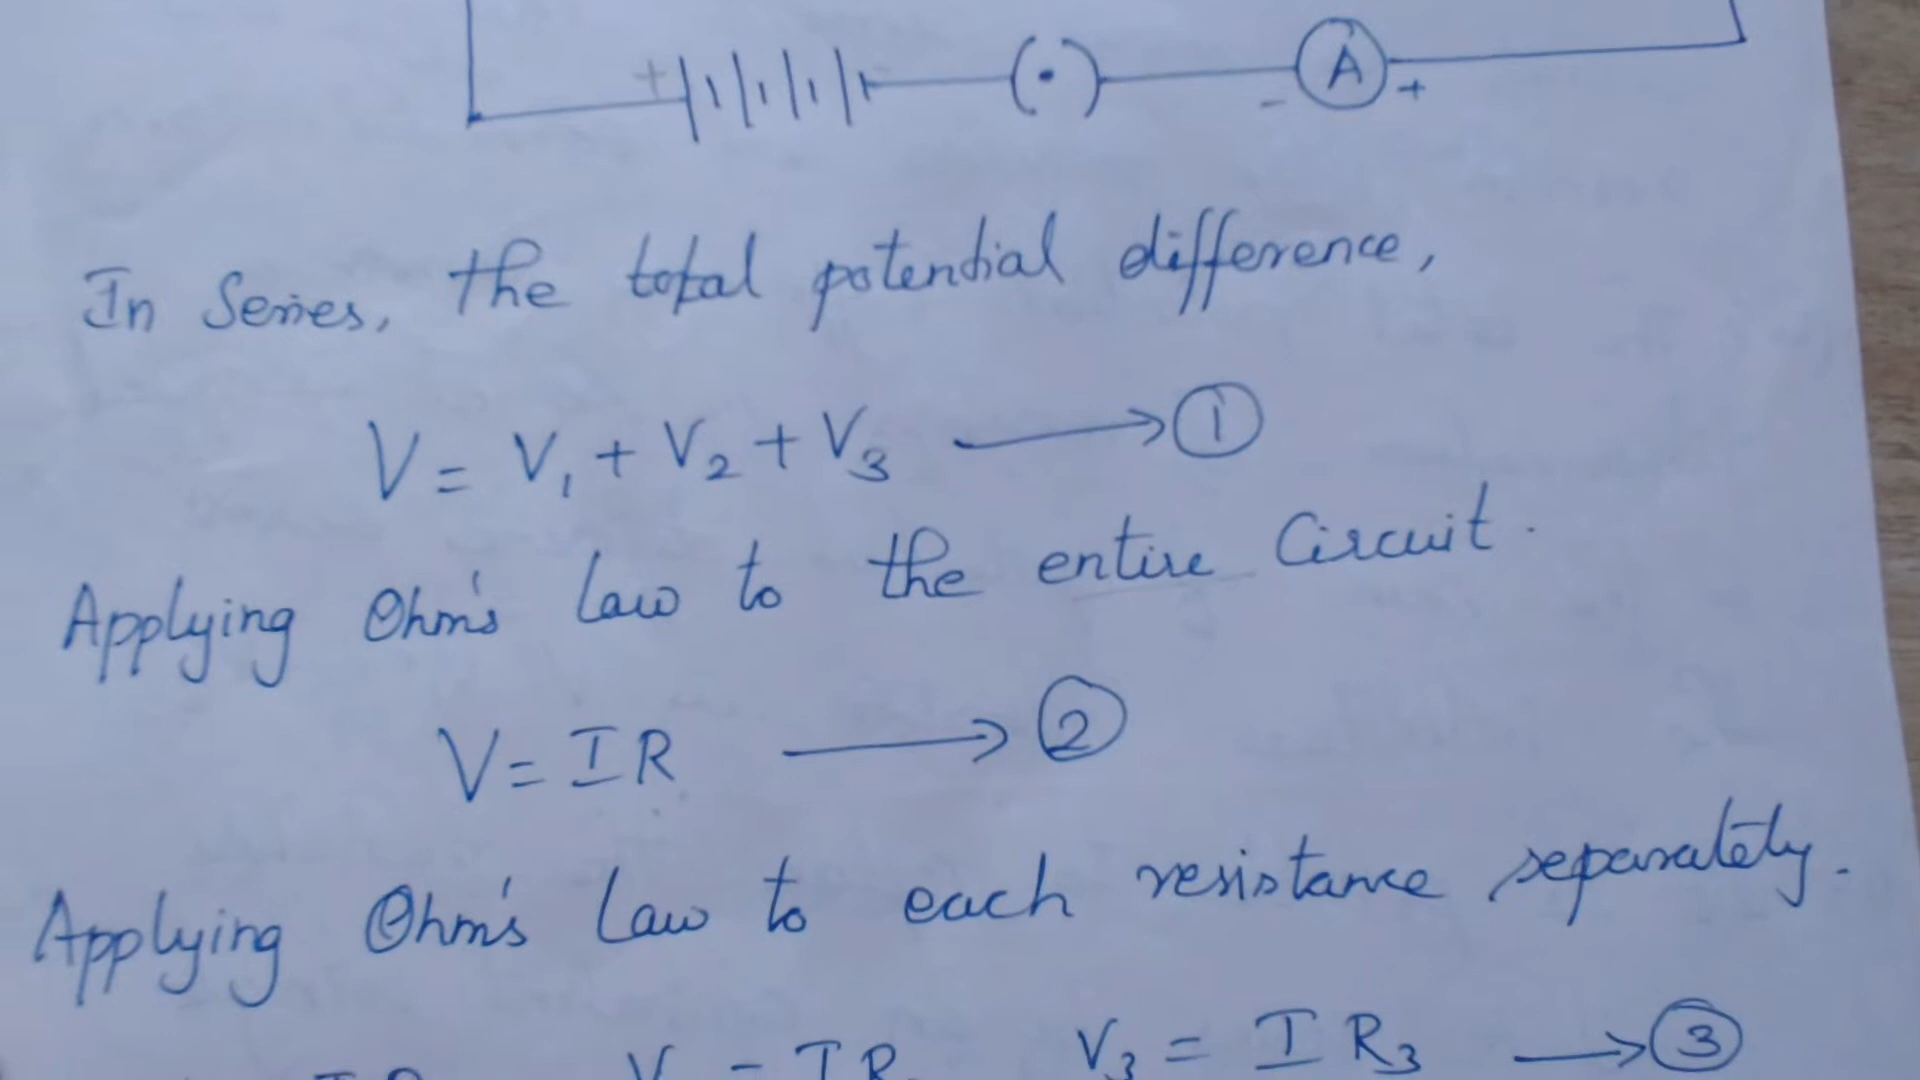 + - A +
In Series, the total potential difference,
V = V₁ + V₂ + V₃ → ①
Applying Ohm's law to the entire Circuit.
V = IR → ②
Applying Ohm's Law to each resistance separately.
V₃ = IR₃ → ③